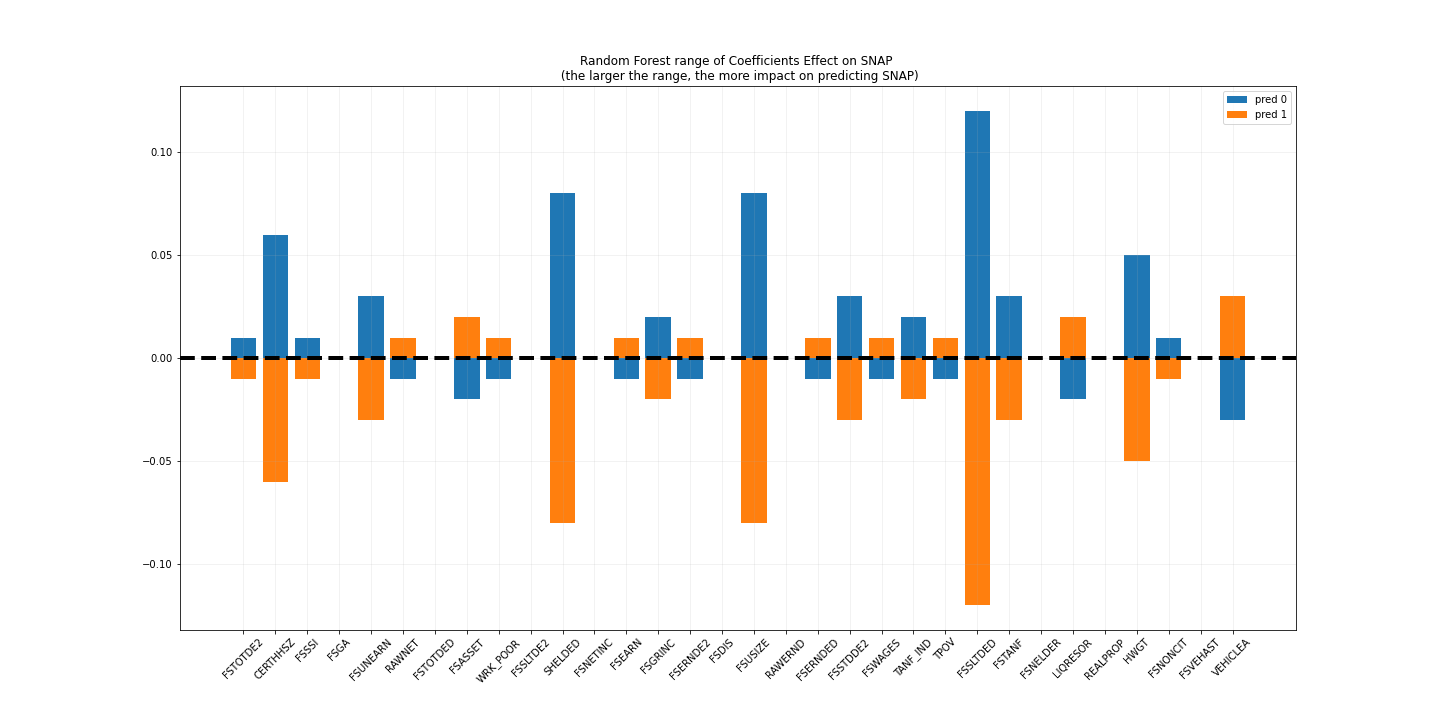 Random Forest range of Coefficients Effect on SNAP
(the larger the range, the more impact on predicting SNAP)
pred 0
pred 1
0.10
0.05
0.00
−0.05
−0.10
FSTOTDE2
CERTHHSZ
FSSSI
FSGA
FSUNEARN
RAWNET
FSTOTDED
FSASSET
WRK_POOR
FSSLTDE2
SHELDED
FSNETINC
FSEARN
FSGRINC
FSERNDE2
FSDIS
FSUSIZE
RAWERND
FSERNDED
FSSTDDE2
FSWAGES
TANF_IND
TPOV
FSSLTDED
FSTANF
FSNELDER
LIQRESOR
REALPROP
HWGT
FSNONCIT
FSVEHAST
VEHICLEA